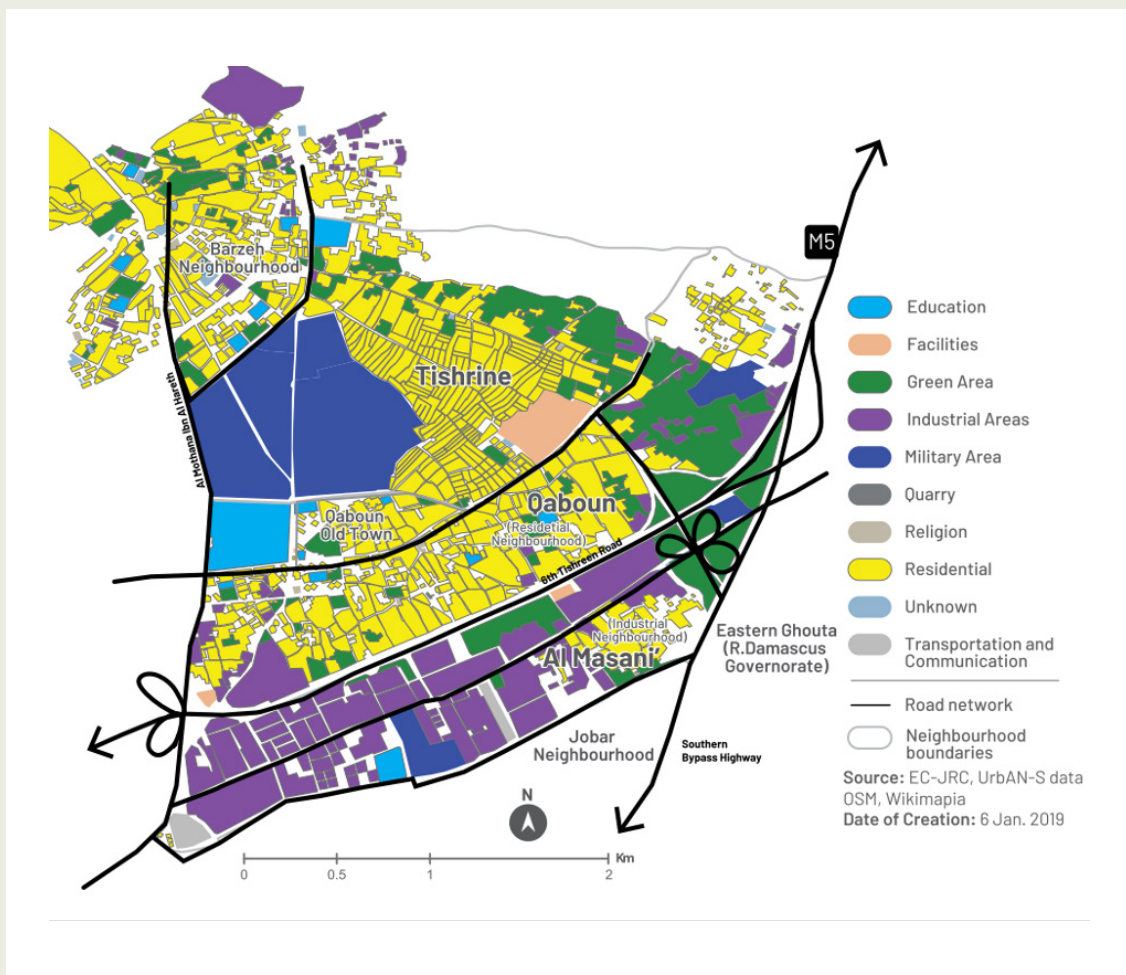 M5
Barzeh
Neighbourhood
Tishrine
Al Mothana Ibn Al Hareth
Qaboun
Old Town
Qaboun
(Residetial
Neighbourhood)
6th Tishreen Road
(Industrial
Neighbourhood)
Al Masani'
Eastern Ghouta
(R.Damascus
Governorate)
Jobar
Neighbourhood
Southern
Bypass Highway
N
0
0.5
1
2
Km
Education
Facilities
Green Area
Industrial Areas
Military Area
Quarry
Religion
Residential
Unknown
Transportation and
Communication
Road network
Neighbourhood
boundaries
Source: EC-JRC, UrbAN-S data
OSM, Wikimapia
Date of Creation: 6 Jan. 2019